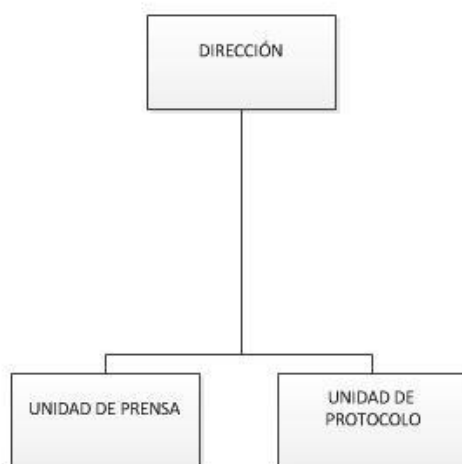 DIRECCIÓN
UNIDAD DE PRENSA
UNIDAD DE
PROTOCOLO